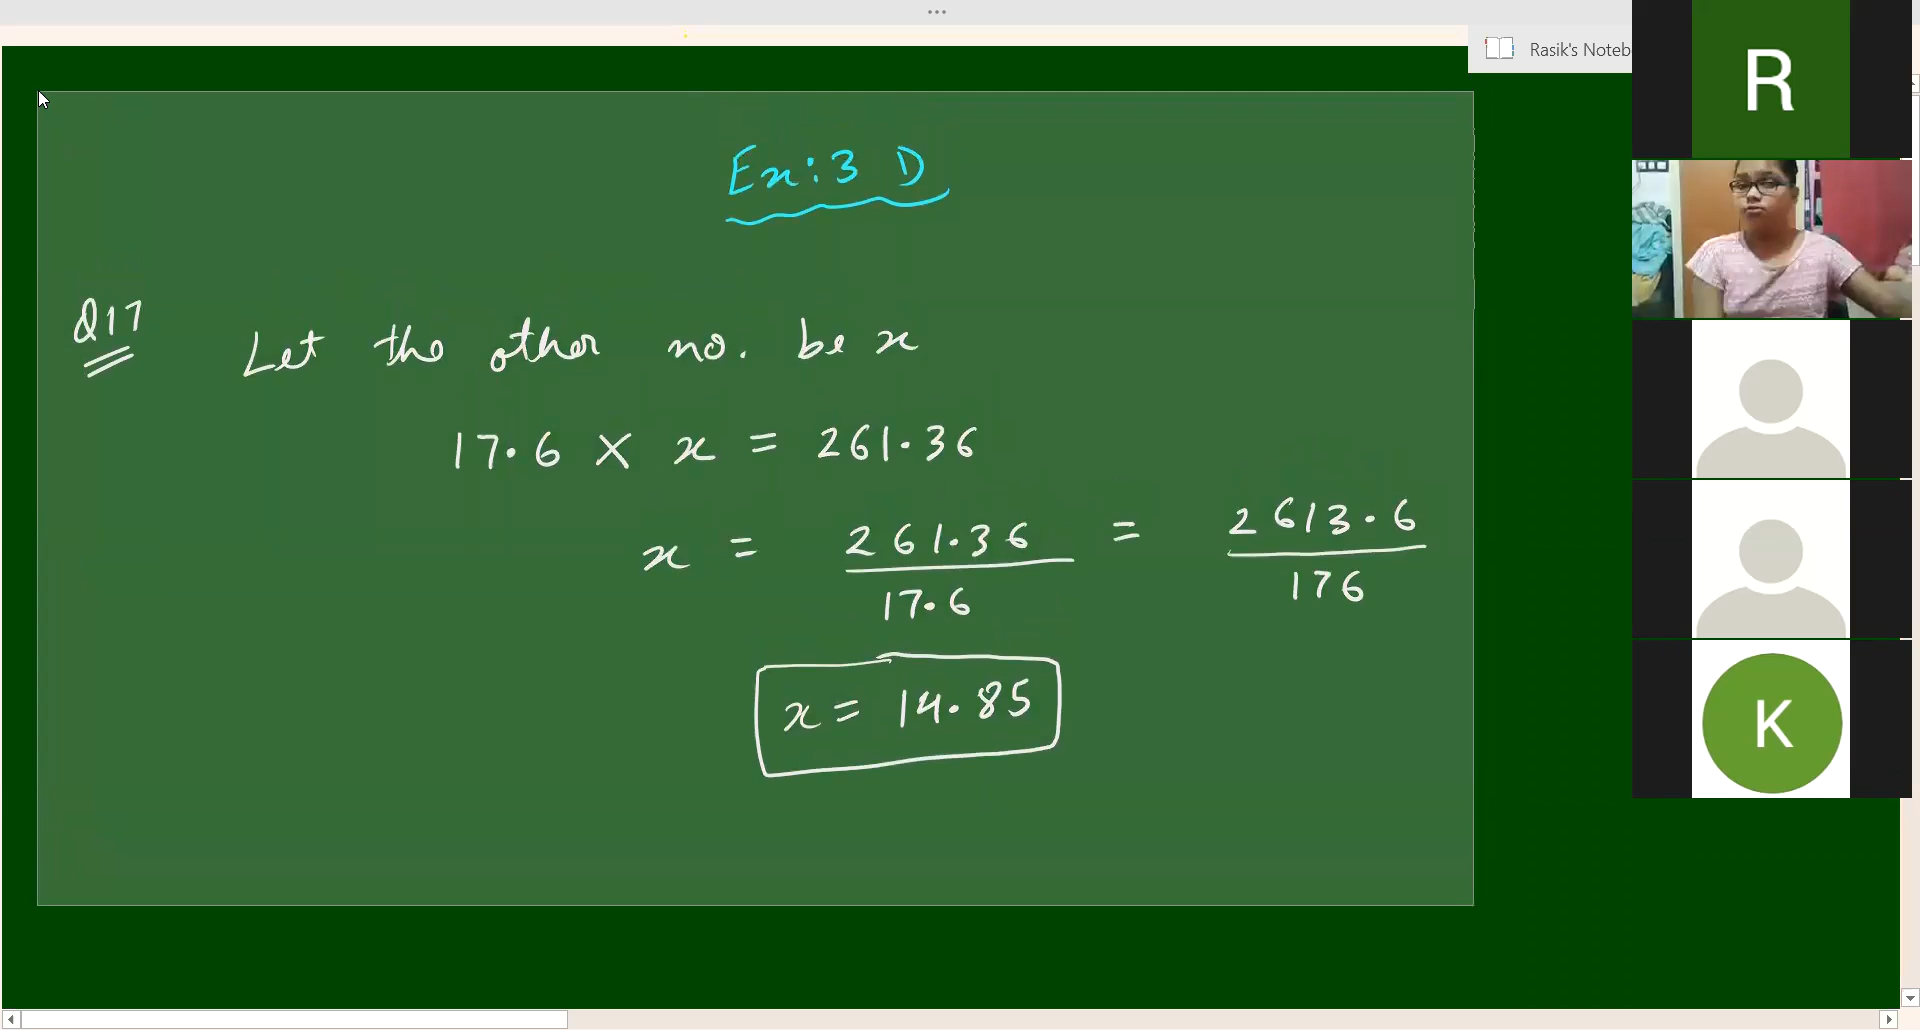 Rasik's Noteb
R
Ex: 3 D
Q17
Let the other no. be x
17.6 × x = 261.36
x = 261.36 / 17.6 = 2613.6 / 176
x = 14.85
K